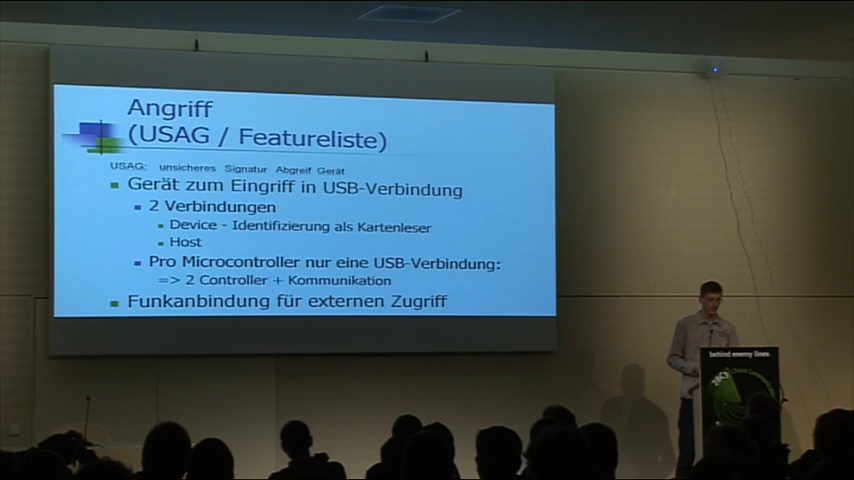 Angriff
(USAG / Featureliste)
USAG: unsicheres Signatur Abgreif Gerät
Gerät zum Eingriff in USB-Verbindung
2 Verbindungen
Device - Identifizierung als Kartenleser
Host
Pro Microcontroller nur eine USB-Verbindung:
=> 2 Controller + Kommunikation
Funkanbindung für externen Zugriff
behind enemy lines